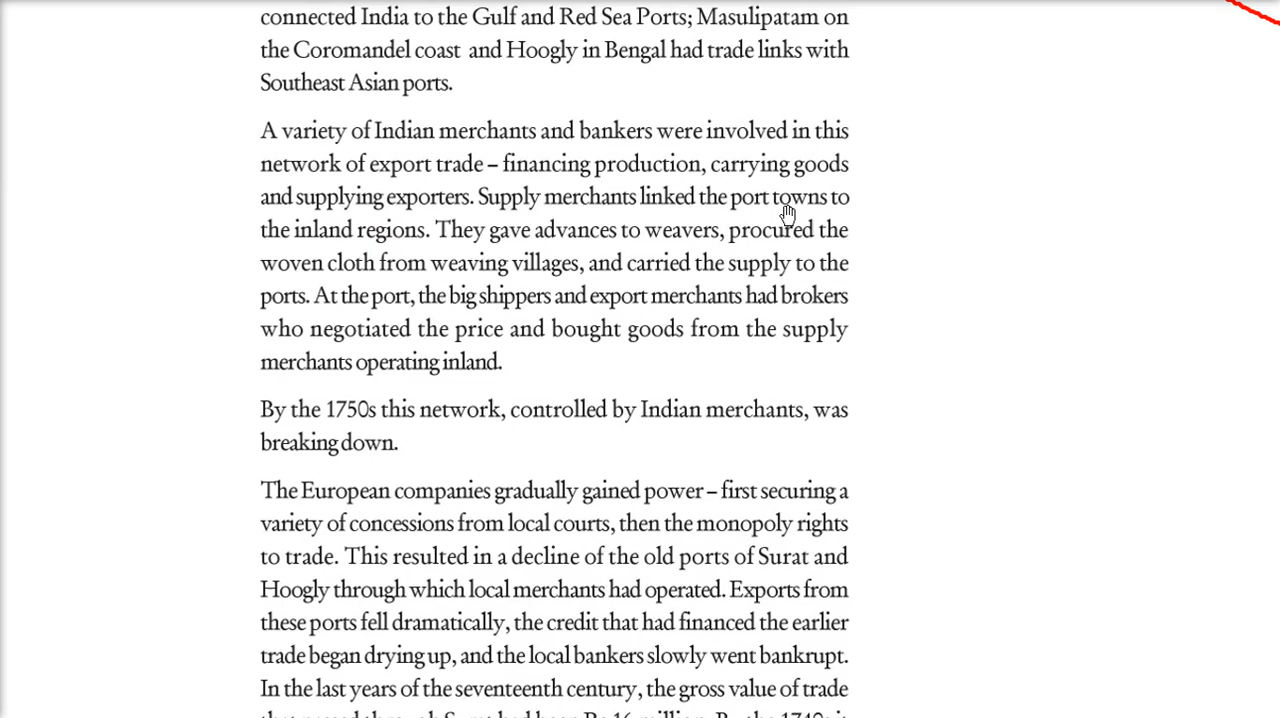 connected India to the Gulf and Red Sea Ports; Masulipatam on
the Coromandel coast and Hoogly in Bengal had trade links with
Southeast Asian ports.
A variety of Indian merchants and bankers were involved in this
network of export trade – financing production, carrying goods
and supplying exporters. Supply merchants linked the port towns to
the inland regions. They gave advances to weavers, procured the
woven cloth from weaving villages, and carried the supply to the
ports. At the port, the big shippers and export merchants had brokers
who negotiated the price and bought goods from the supply
merchants operating inland.
By the 1750s this network, controlled by Indian merchants, was
breaking down.
The European companies gradually gained power – first securing a
variety of concessions from local courts, then the monopoly rights
to trade. This resulted in a decline of the old ports of Surat and
Hoogly through which local merchants had operated. Exports from
these ports fell dramatically, the credit that had financed the earlier
trade began drying up, and the local bankers slowly went bankrupt.
In the last years of the seventeenth century, the gross value of trade